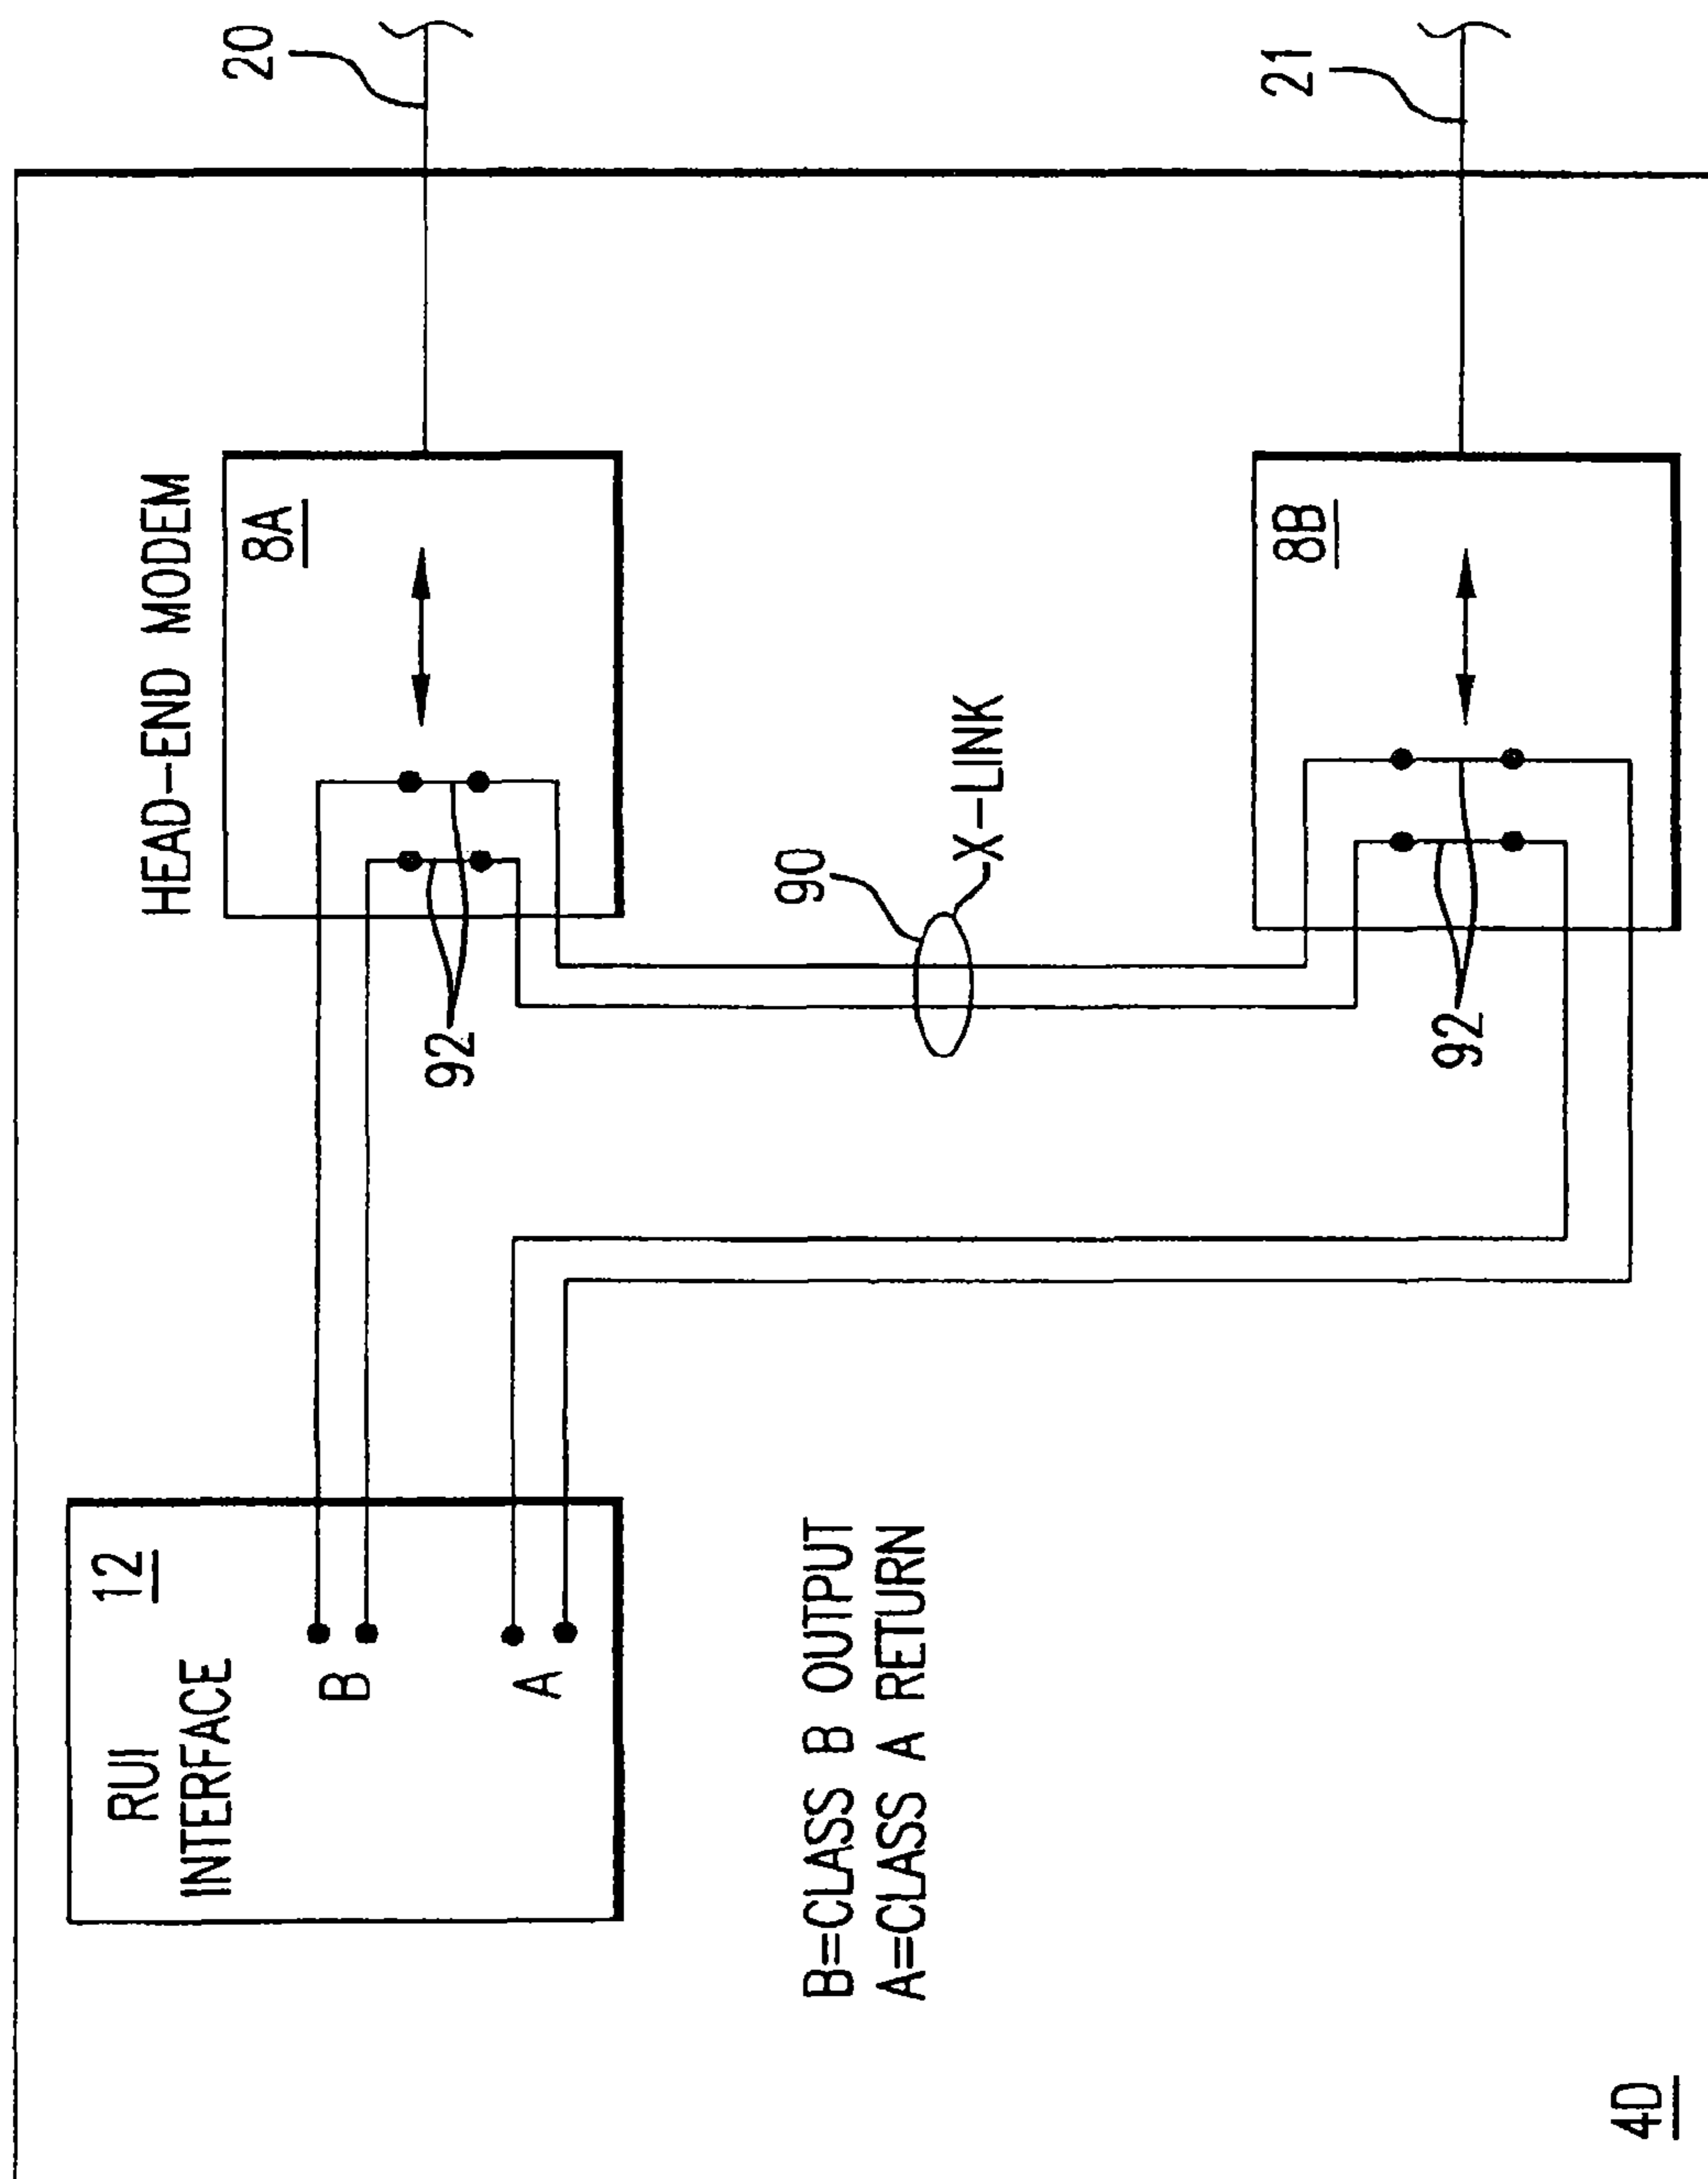 HEAD-END MODEM
20
12
RUI
INTERFACE
B
A
8A
92
90
X-LINK
B=CLASS B OUTPUT
A=CLASS A RETURN
8B
92
21
4D